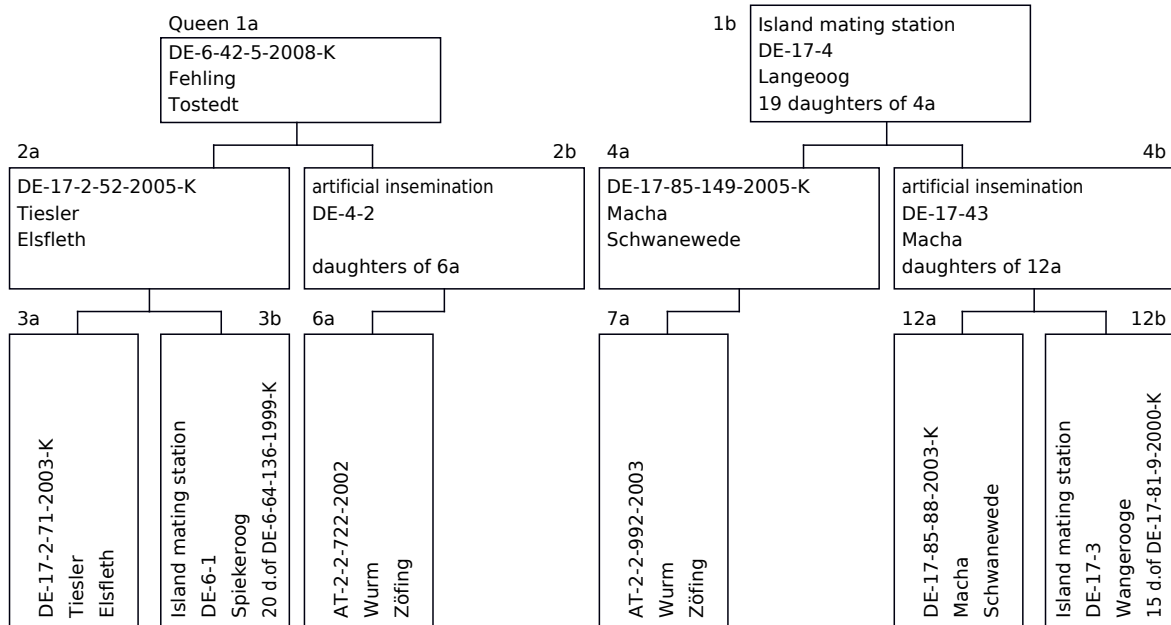 Queen 1a
DE-6-42-5-2008-K
Fehling
Tostedt
1b
Island mating station
DE-17-4
Langeoog
19 daughters of 4a
2a
DE-17-2-52-2005-K
Tiesler
Elsfleth
2b
artificial insemination
DE-4-2
daughters of 6a
4a
DE-17-85-149-2005-K
Macha
Schwanewede
4b
artificial insemination
DE-17-43
Macha
daughters of 12a
3a
DE-17-2-71-2003-K
Tiesler
Elsfleth
3b
Island mating station
DE-6-1
Spiekeroog
20 d.of DE-6-64-136-1999-K
6a
AT-2-2-722-2002
Wurm
Zöfing
7a
AT-2-2-992-2003
Wurm
Zöfing
12a
DE-17-85-88-2003-K
Macha
Schwanewede
12b
Island mating station
DE-17-3
Wangerooge
15 d.of DE-17-81-9-2000-K